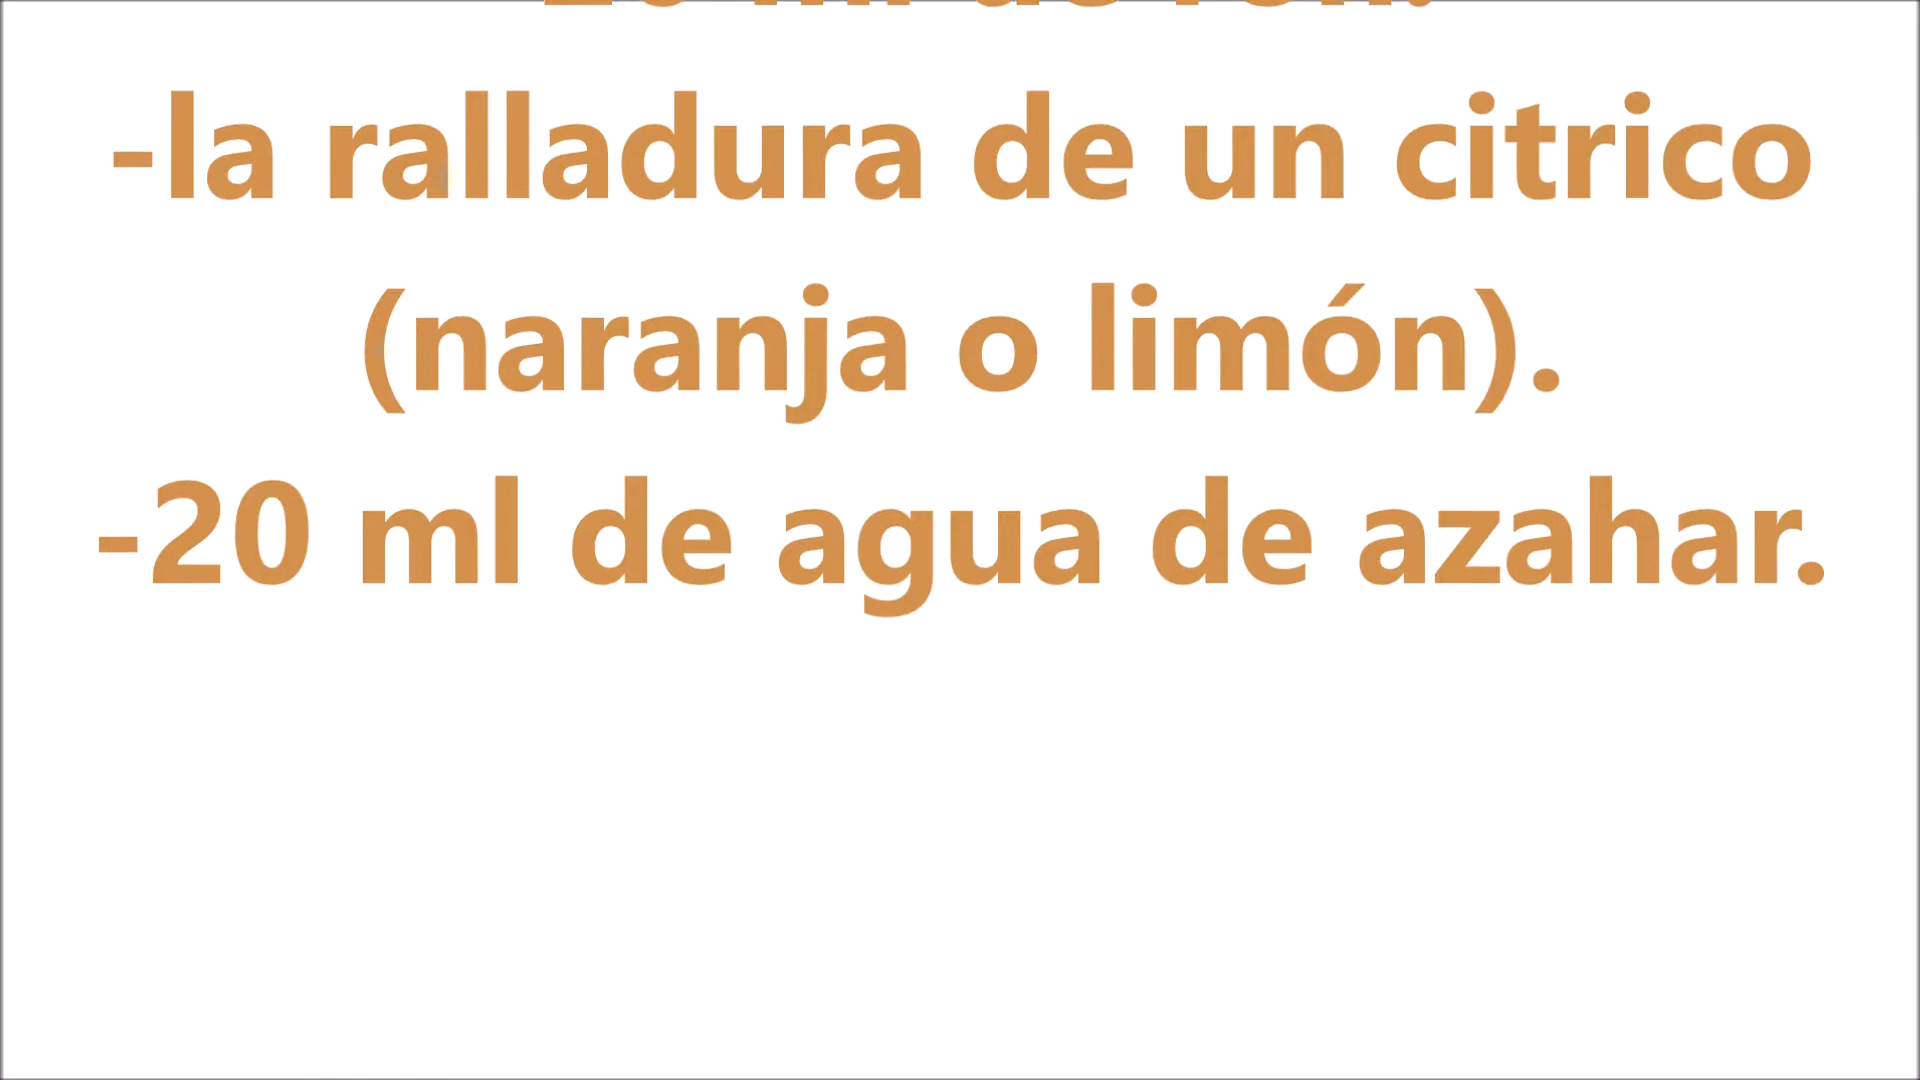 -la ralladura de un citrico
(naranja o limón).
-20 ml de agua de azahar.